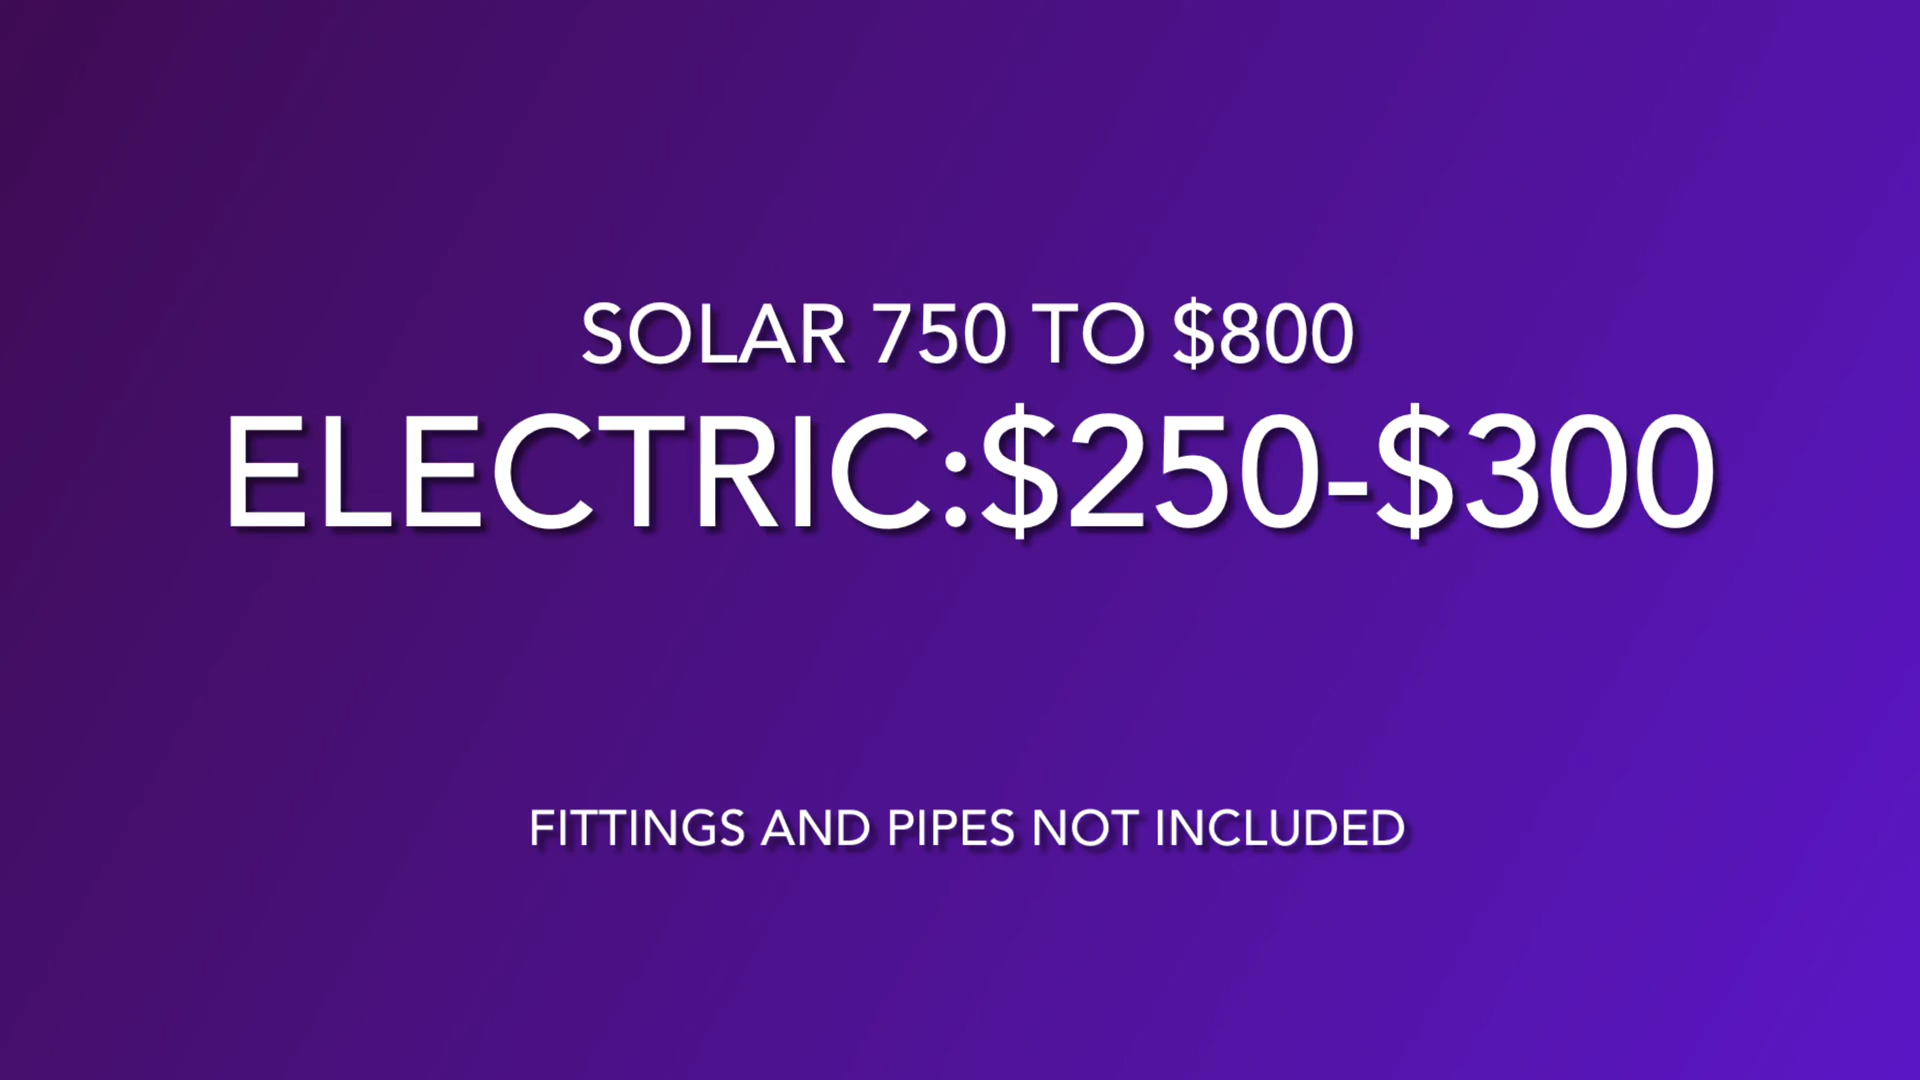 SOLAR 750 TO $800
ELECTRIC:$250-$300
FITTINGS AND PIPES NOT INCLUDED